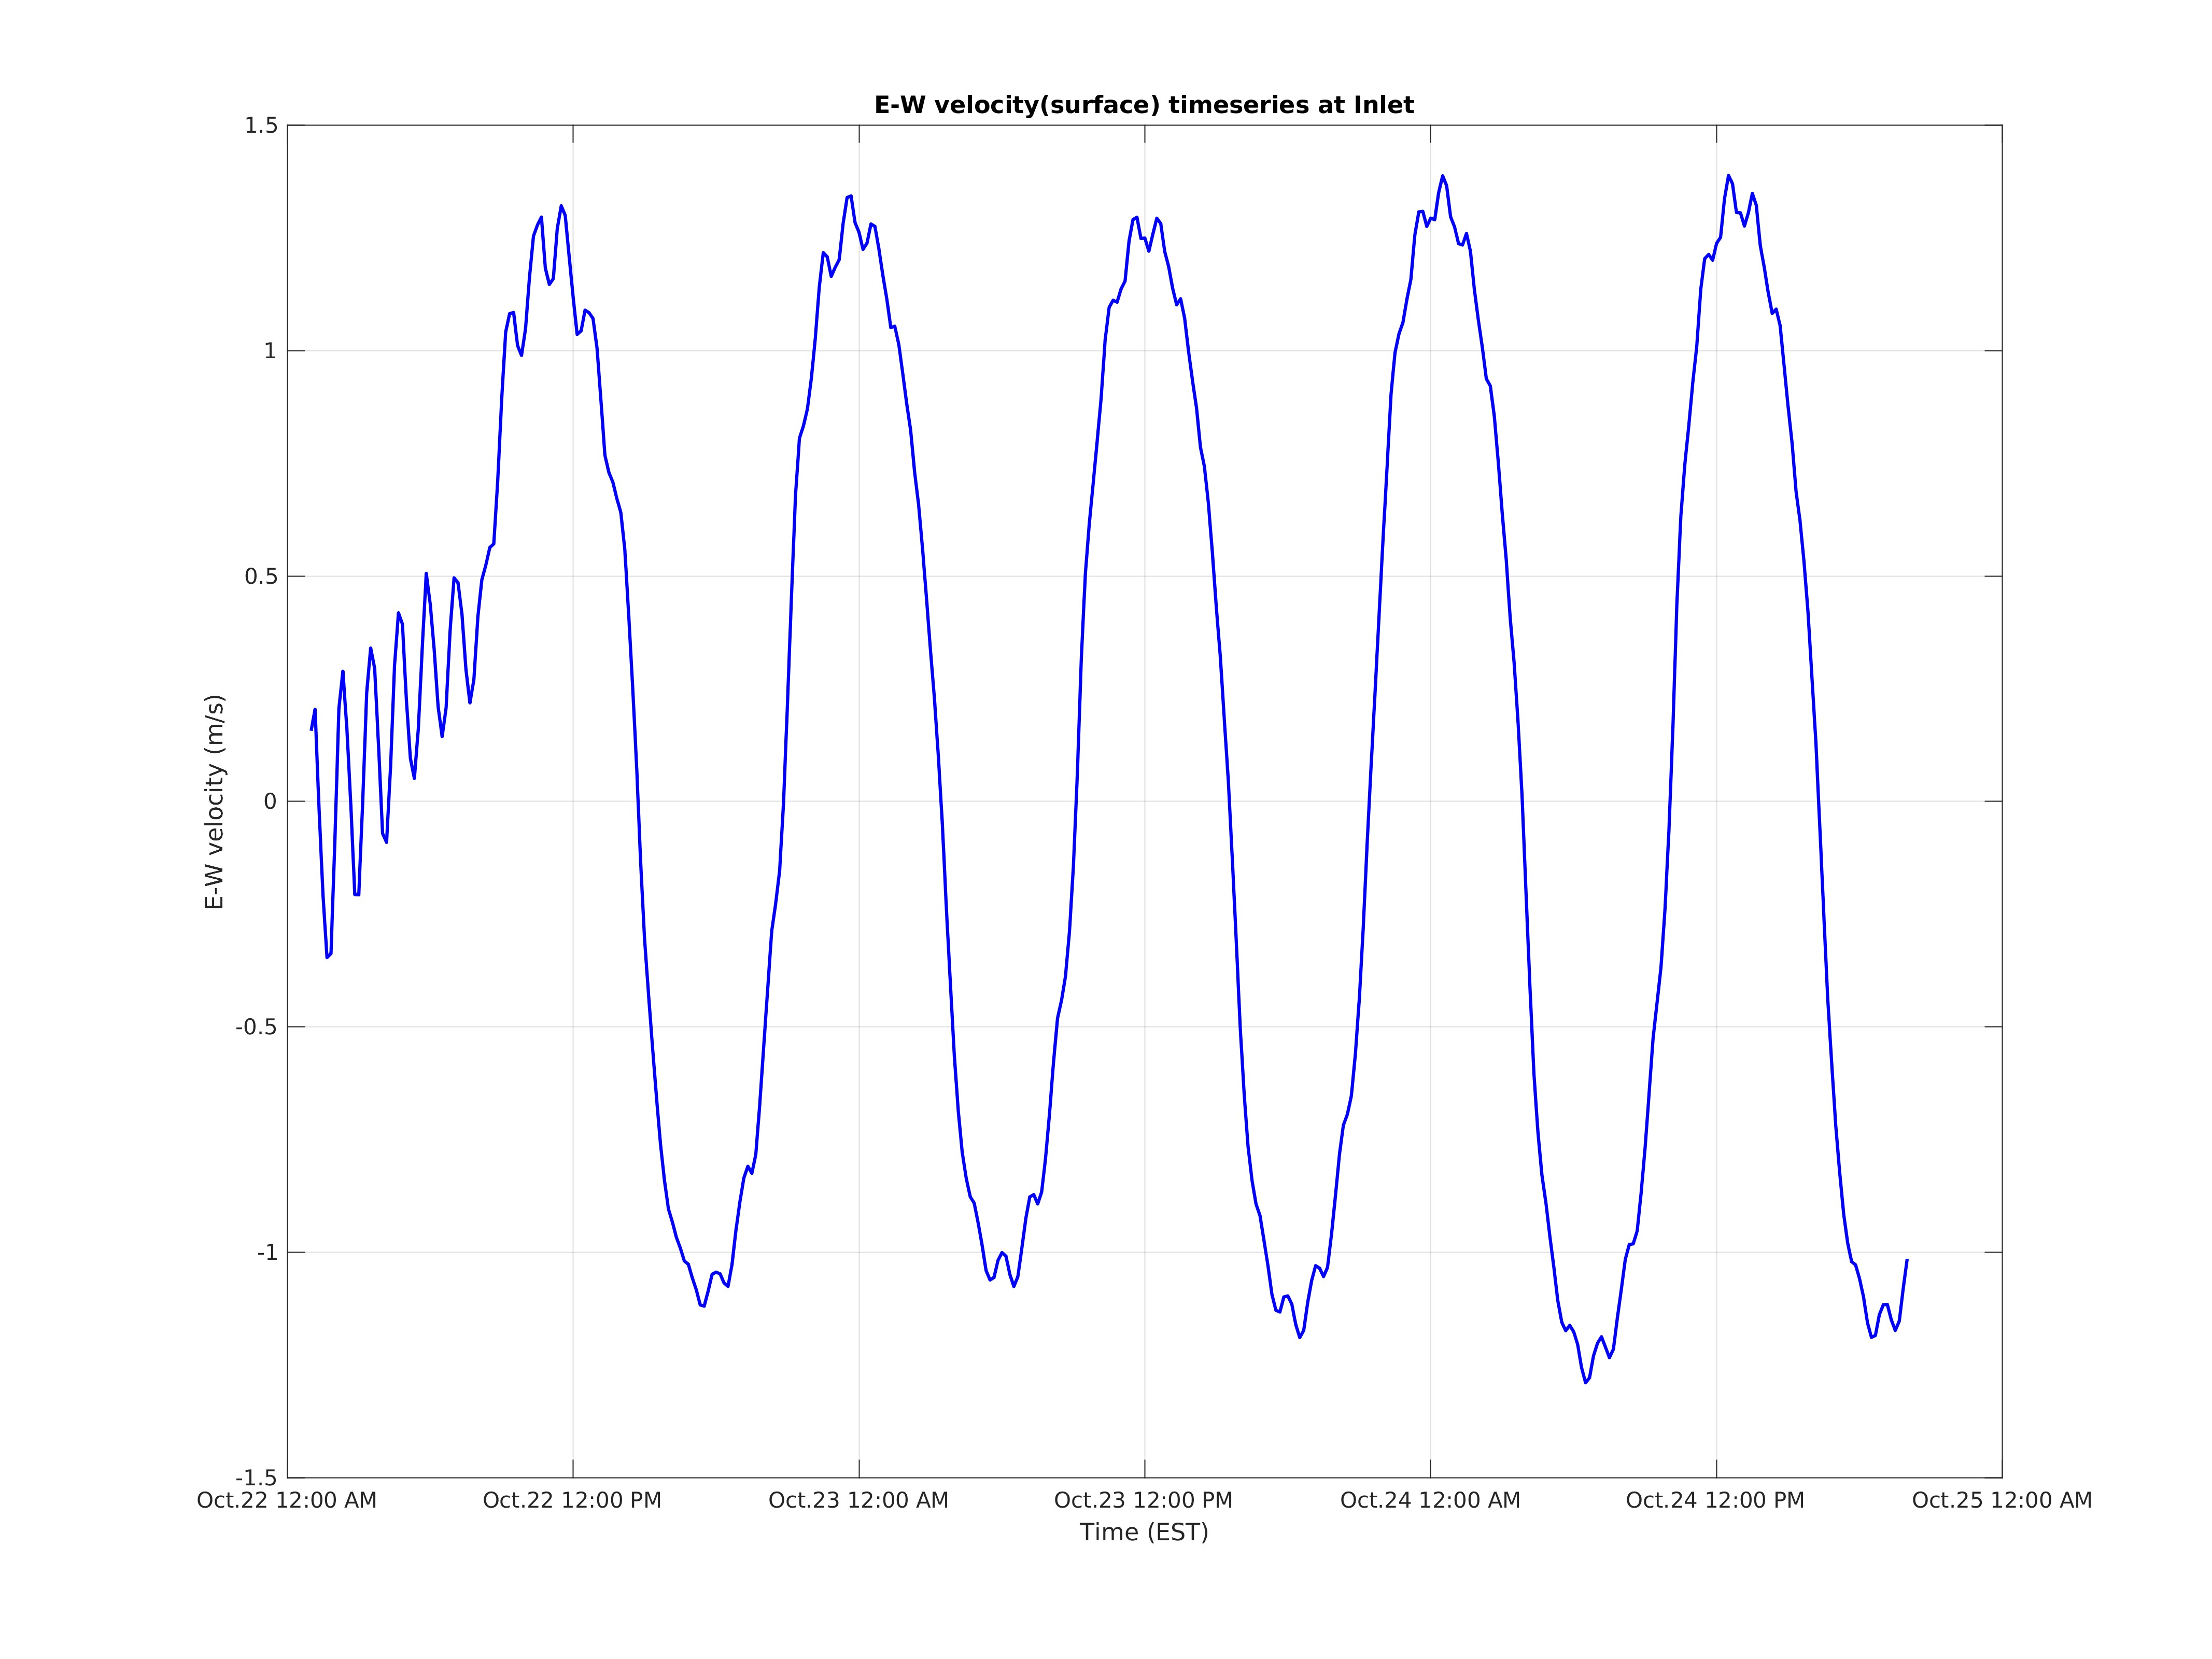 E-W velocity(surface) timeseries at Inlet
1.5
1
0.5
0
-0.5
-1
-1.5
E-W velocity (m/s)
Oct.22 12:00 AM Oct.22 12:00 PM Oct.23 12:00 AM Oct.23 12:00 PM Oct.24 12:00 AM Oct.24 12:00 PM Oct.25 12:00 AM
Time (EST)